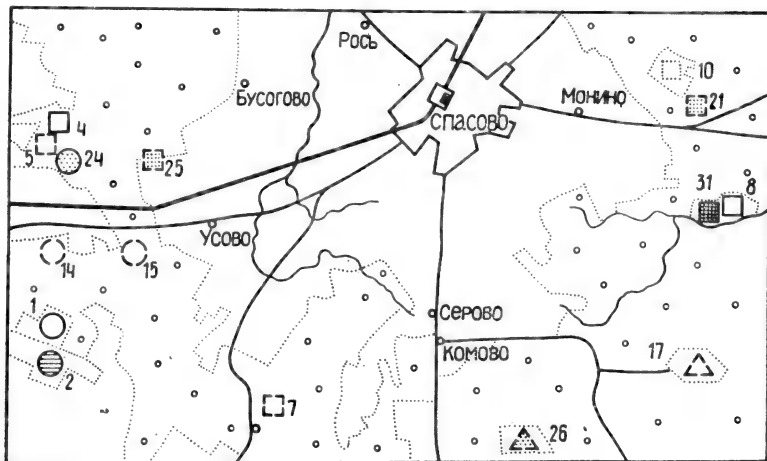 Рось
Бусогово
10
Монино
21
4
5
24
25
Спасово
31
8
Усово
14
15
1
Серово
Комово
17
2
7
26